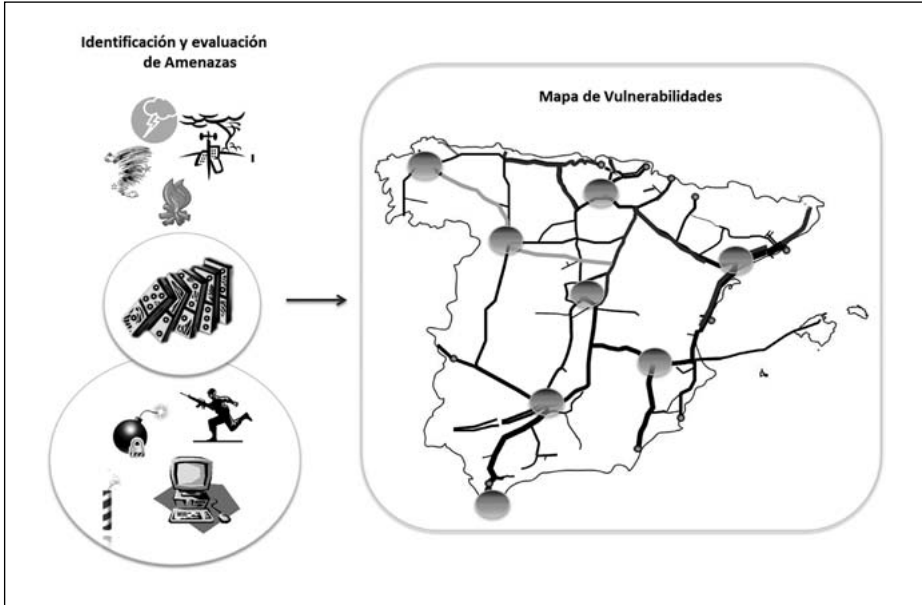 Identificación y evaluación
de Amenazas
Mapa de Vulnerabilidades